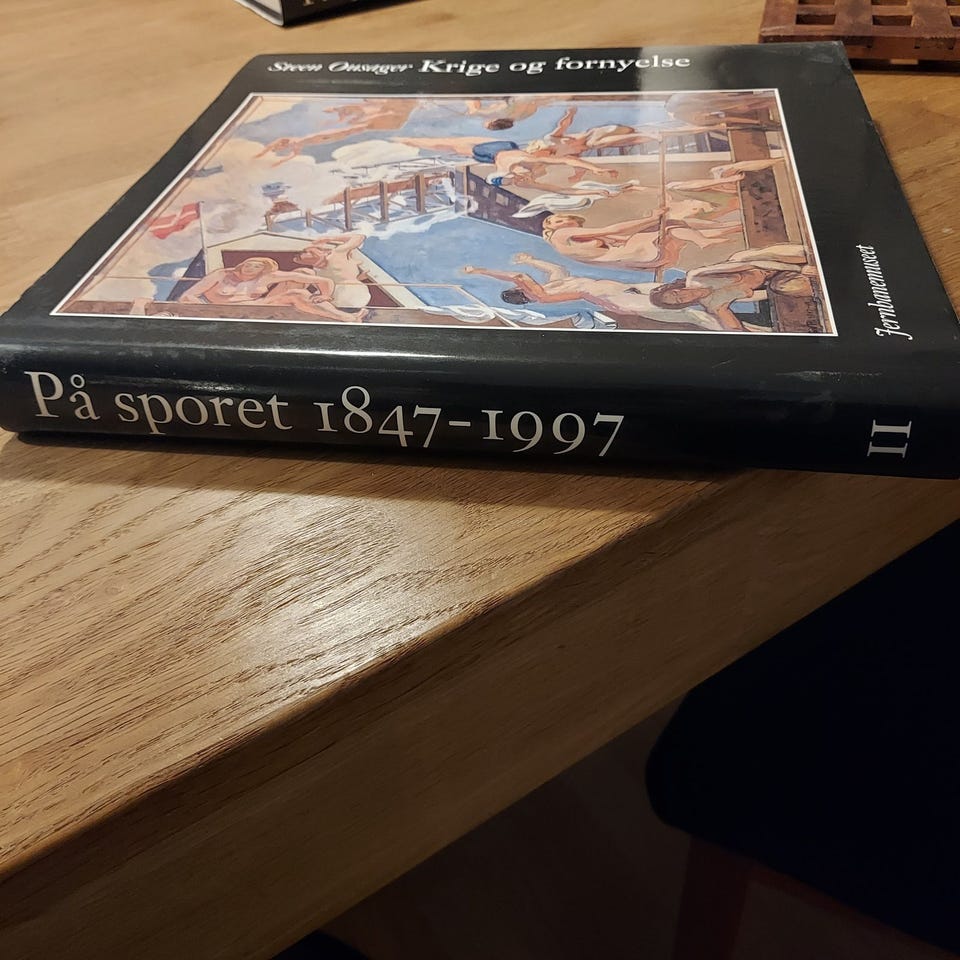 Steen Ousager Krige og fornyelse
Jernbanemuseet
På sporet 1847-1997
II